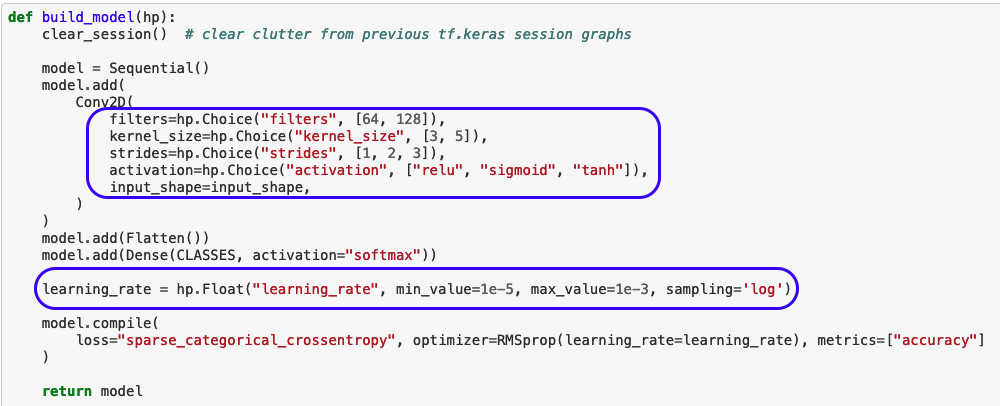 def build_model(hp):
    clear_session()  # clear clutter from previous tf.keras session graphs

    model = Sequential()
    model.add(
        Conv2D(
            filters=hp.Choice("filters", [64, 128]),
            kernel_size=hp.Choice("kernel_size", [3, 5]),
            strides=hp.Choice("strides", [1, 2, 3]),
            activation=hp.Choice("activation", ["relu", "sigmoid", "tanh"]),
            input_shape=input_shape,
        )
    )
    model.add(Flatten())
    model.add(Dense(CLASSES, activation="softmax"))

    learning_rate = hp.Float("learning_rate", min_value=1e-5, max_value=1e-3, sampling='log')

    model.compile(
        loss="sparse_categorical_crossentropy", optimizer=RMSprop(learning_rate=learning_rate), metrics=["accuracy"]
    )

    return model